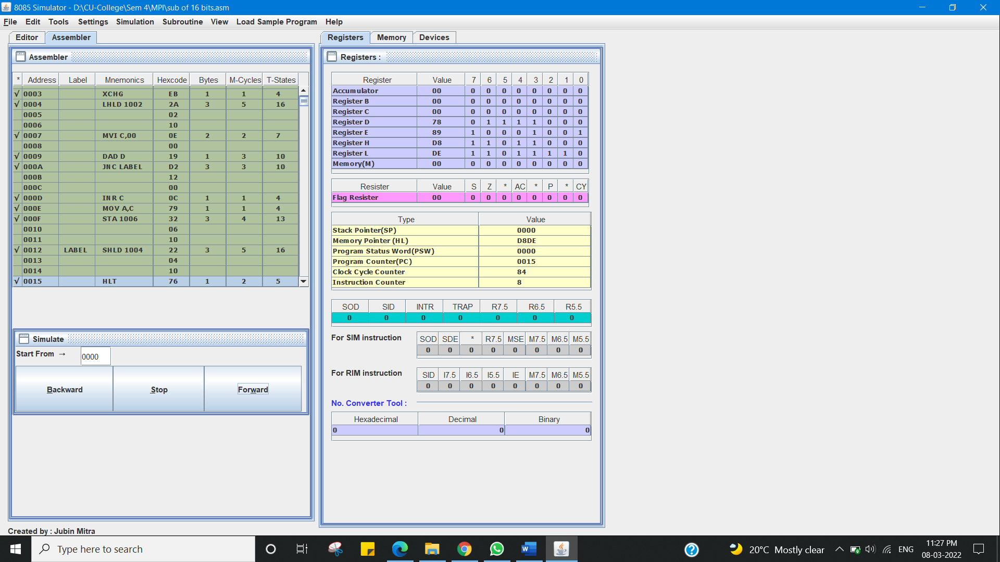 8085 Simulator - D:\CU-College\Sem 4\MPI\sub of 16 bits.asm
File Edit Tools Settings Simulation Subroutine View Load Sample Program Help
Editor Assembler
Assembler
* Address Label Mnemonics Hexcode Bytes M-Cycles T-States
√ 0003 XCHG EB 1 1 4
√ 0004 LHLD 1002 2A 3 5 16
0005 02
0006 10
√ 0007 MVI C,00 0E 2 2 7
0008 00
√ 0009 DAD D 19 1 3 10
√ 000A JNC LABEL D2 3 3 10
000B 12
000C 00
√ 000D INR C 0C 1 1 4
√ 000E MOV A,C 79 1 1 4
√ 000F STA 1006 32 3 4 13
0010 06
0011 10
√ 0012 LABEL SHLD 1004 22 3 5 16
0013 04
0014 10
√ 0015 HLT 76 1 2 5
Simulate
Start From → 0000
Backward Stop Forward
Created by : Jubin Mitra
Registers Memory Devices
Registers :
Register Value 7 6 5 4 3 2 1 0
Accumulator 00 0 0 0 0 0 0 0 0
Register B 00 0 0 0 0 0 0 0 0
Register C 00 0 0 0 0 0 0 0 0
Register D 78 0 1 1 1 1 0 0 0
Register E 89 1 0 0 0 1 0 0 1
Register H D8 1 1 0 1 1 0 0 0
Register L DE 1 1 0 1 1 1 1 0
Memory(M) 00 0 0 0 0 0 0 0 0
Resister Value S Z * AC * P * CY
Flag Resister 00 0 0 0 0 0 0 0 0
Type Value
Stack Pointer(SP) 0000
Memory Pointer (HL) D8DE
Program Status Word(PSW) 0000
Program Counter(PC) 0015
Clock Cycle Counter 84
Instruction Counter 8
SOD SID INTR TRAP R7.5 R6.5 R5.5
0 0 0 0 0 0 0
For SIM instruction
SOD SDE * R7.5 MSE M7.5 M6.5 M5.5
0 0 0 0 0 0 0 0
For RIM instruction
SID I7.5 I6.5 I5.5 IE M7.5 M6.5 M5.5
0 0 0 0 0 0 0 0
No. Converter Tool :
Hexadecimal Decimal Binary
0 0 0
Type here to search
20°C Mostly clear
ENG
11:27 PM
08-03-2022